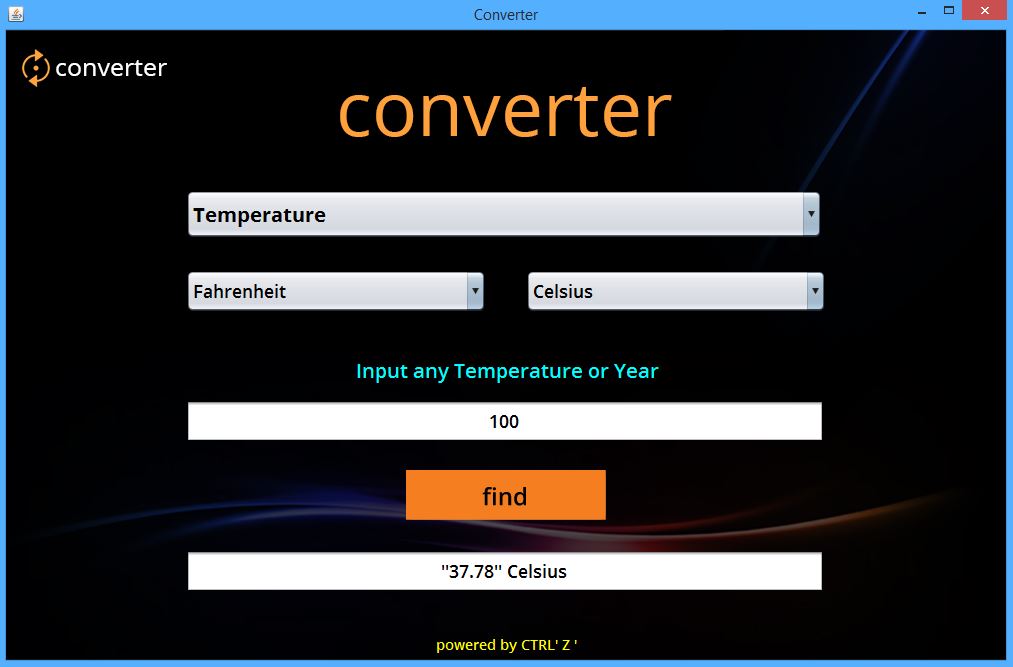 Converter
converter
converter
Temperature
Fahrenheit Celsius
Input any Temperature or Year
100
find
"37.78" Celsius
powered by CTRL' Z '